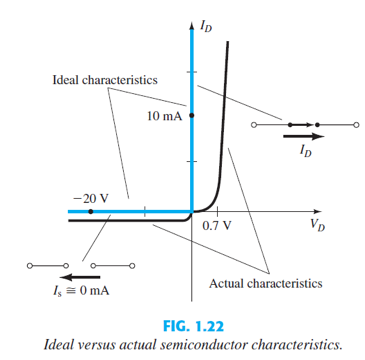 I_D
Ideal characteristics
10 mA
I_D
−20 V
0.7 V
V_D
I_s ≅ 0 mA
Actual characteristics
FIG. 1.22
Ideal versus actual semiconductor characteristics.